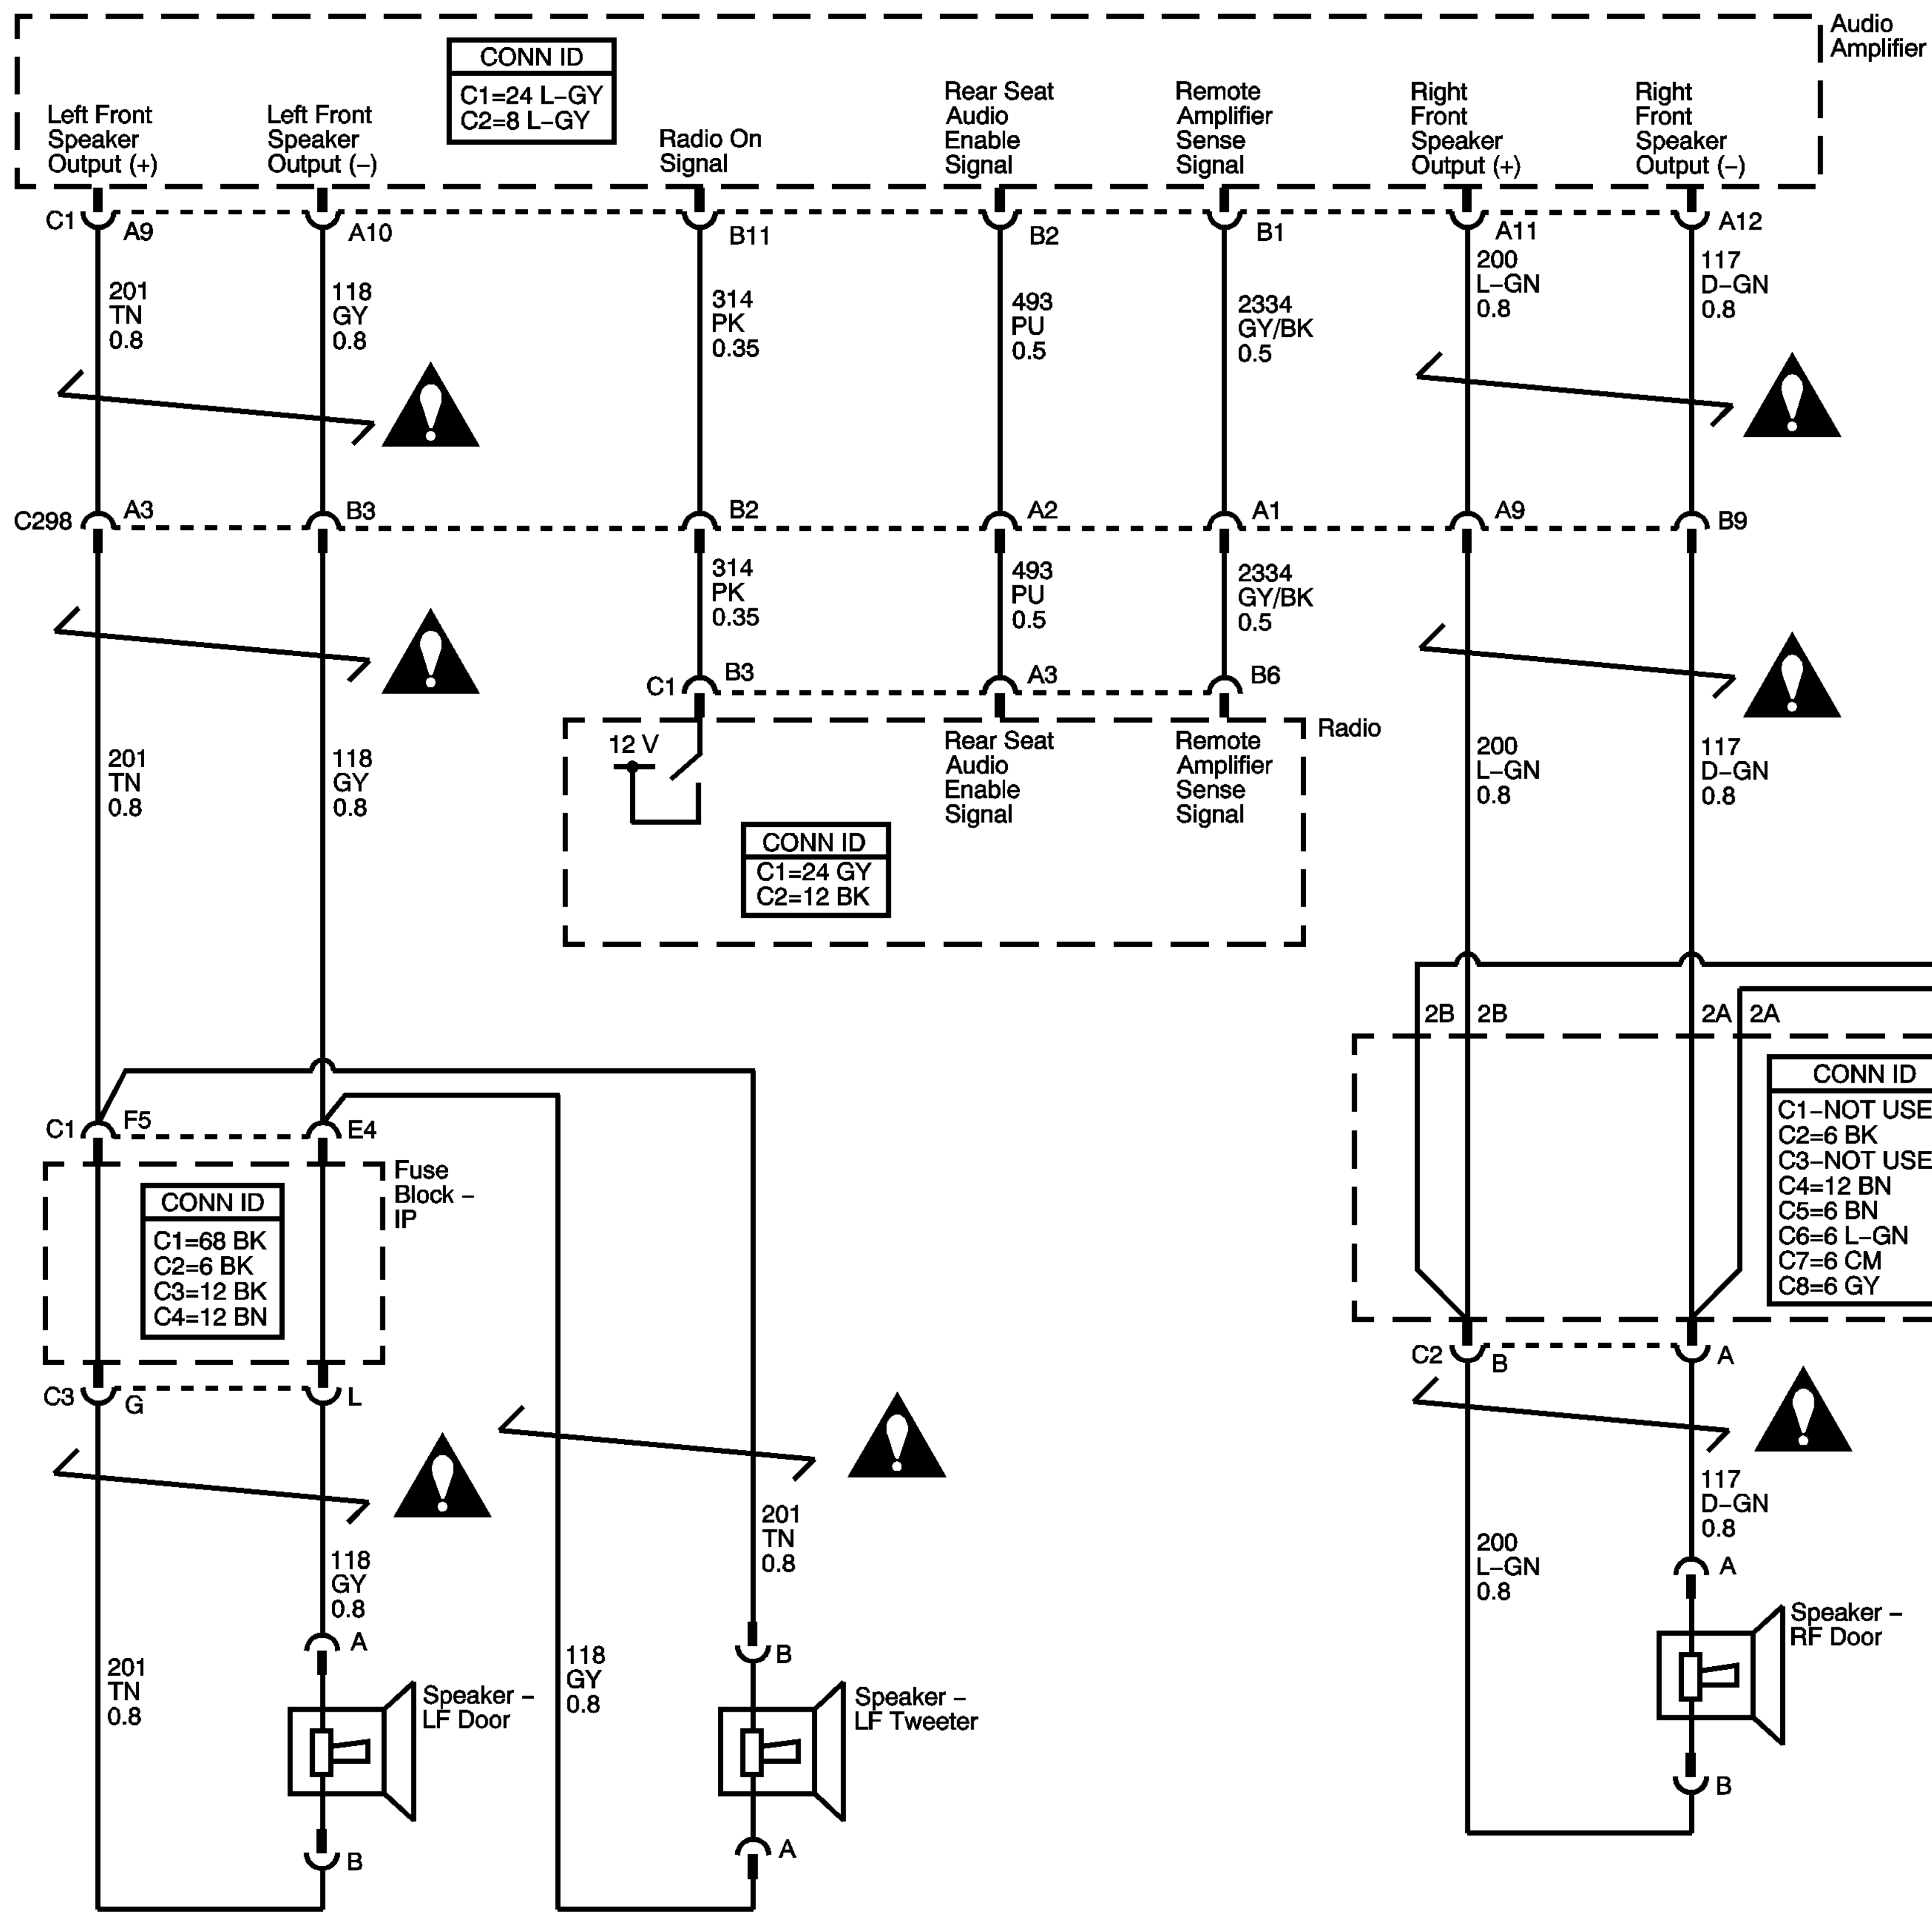 Audio
Amplifier
CONN ID
C1=24 L-GY
C2=8 L-GY
Left Front
Speaker
Output (+)
Left Front
Speaker
Output (–)
Radio On
Signal
Rear Seat
Audio
Enable
Signal
Remote
Amplifier
Sense
Signal
Right
Front
Speaker
Output (+)
Right
Front
Speaker
Output (–)
C1
A9
A10
B11
B2
B1
A11
A12
201
TN
0.8
118
GY
0.8
314
PK
0.35
493
PU
0.5
2334
GY/BK
0.5
200
L–GN
0.8
117
D–GN
0.8
C298
A3
B3
B2
A2
A1
A9
B9
314
PK
0.35
493
PU
0.5
2334
GY/BK
0.5
C1
B3
A3
B6
201
TN
0.8
118
GY
0.8
Radio
12 V
Rear Seat
Audio
Enable
Signal
Remote
Amplifier
Sense
Signal
CONN ID
C1=24 GY
C2=12 BK
200
L–GN
0.8
117
D–GN
0.8
2B
2B
2A
2A
CONN ID
C1–NOT USE
C2=6 BK
C3–NOT USE
C4=12 BN
C5=6 BN
C6=6 L–GN
C7=6 CM
C8=6 GY
C1
F5
E4
Fuse
Block –
IP
CONN ID
C1=68 BK
C2=6 BK
C3=12 BK
C4=12 BN
C3
G
L
C2
B
A
118
GY
0.8
201
TN
0.8
117
D–GN
0.8
200
L–GN
0.8
A
A
B
201
TN
0.8
118
GY
0.8
Speaker –
LF Door
Speaker –
LF Tweeter
Speaker –
RF Door
B
A
B